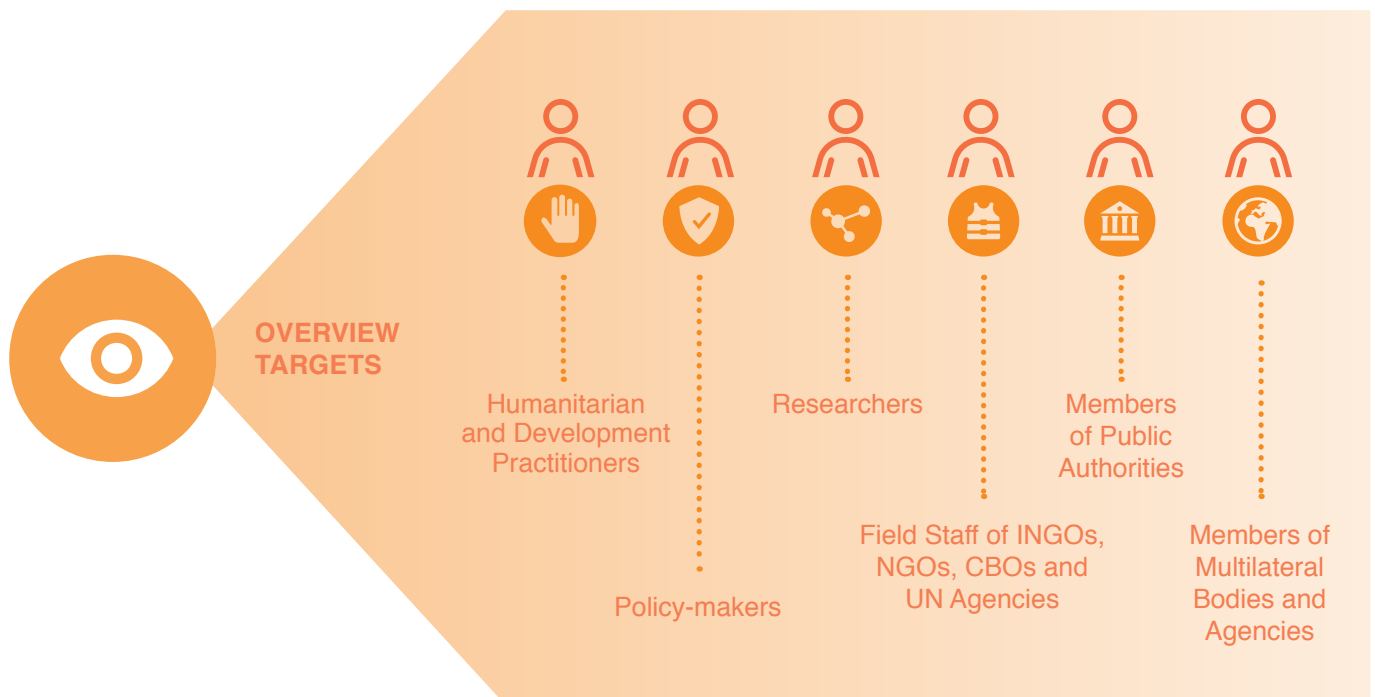 OVERVIEW
TARGETS
Humanitarian
and Development
Practitioners
Policy-makers
Researchers
Field Staff of INGOs,
NGOs, CBOs and
UN Agencies
Members
of Public
Authorities
Members of
Multilateral
Bodies and
Agencies